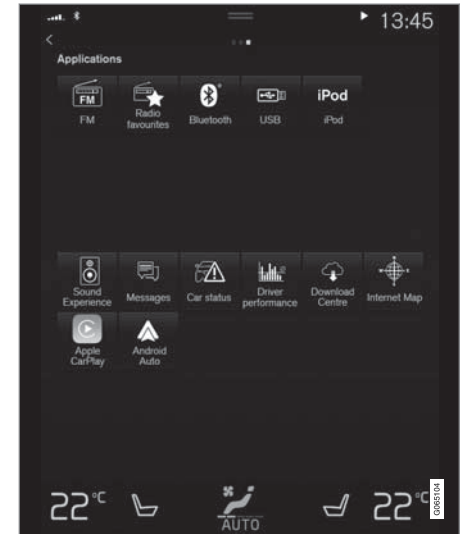 13:45
Applications
FM
FM
Radio
favourites
Bluetooth
USB
iPod
iPod
Sound
Experience
Messages
Car status
Driver
performance
Download
Centre
Internet Map
Apple
CarPlay
Android
Auto
22°C
AUTO
22°C
G065104